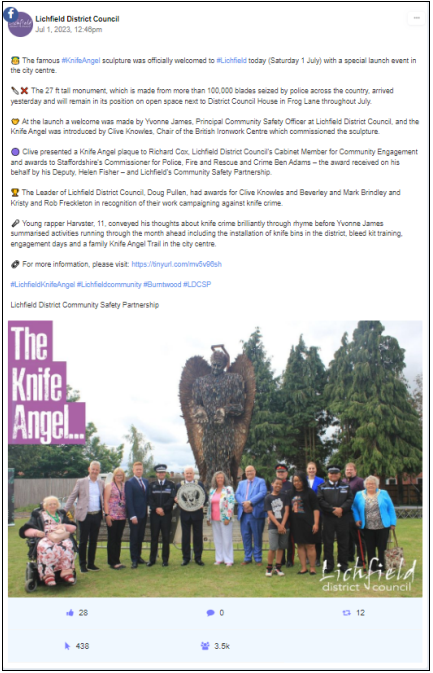 Lichfield District Council
Jul 1, 2023, 12:46pm
The famous #KnifeAngel sculpture was officially welcomed to #Lichfield today (Saturday 1 July) with a special launch event in
the city centre.
The 27 ft tall monument, which is made from more than 100,000 blades seized by police across the country, arrived
yesterday and will remain in its position on open space next to District Council House in Frog Lane throughout July.
At the launch a welcome was made by Yvonne James, Principal Community Safety Officer at Lichfield District Council, and the
Knife Angel was introduced by Clive Knowles, Chair of the British Ironwork Centre which commissioned the sculpture.
Clive presented a Knife Angel plaque to Richard Cox, Lichfield District Council's Cabinet Member for Community Engagement
and awards to Staffordshire's Commissioner for Police, Fire and Rescue and Crime Ben Adams – the award received on his
behalf by his Deputy, Helen Fisher – and Lichfield's Community Safety Partnership.
The Leader of Lichfield District Council, Doug Pullen, had awards for Clive Knowles and Beverley and Mark Brindley and
Kristy and Rob Freckleton in recognition of their work campaigning against knife crime.
Young rapper Harvster, 11, conveyed his thoughts about knife crime brilliantly through rhyme before Yvonne James
summarised activities running through the month ahead including the installation of knife bins in the district, bleed kit training,
engagement days and a family Knife Angel Trail in the city centre.
For more information, please visit: https://tinyurl.com/mv5v96sh
#LichfieldKnifeAngel #Lichfieldcommunity #Burntwood #LDCSP
Lichfield District Community Safety Partnership
The
Knife
Angel...
Lichfield
district council
28
0
12
438
3.5k